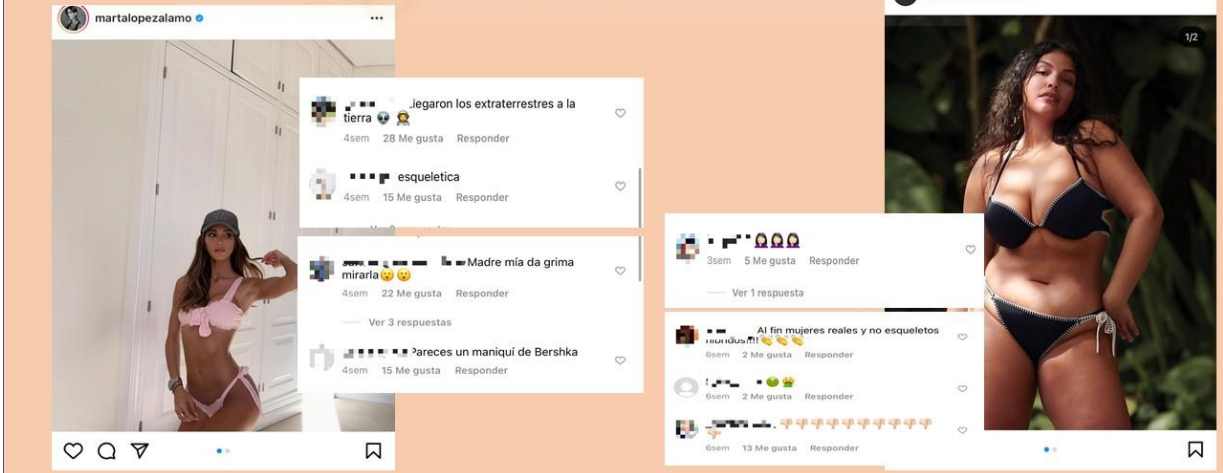 martalopezalamo
iegaron los extraterrestres a la
tierra 👽 🧑‍🚀
4sem 28 Me gusta Responder
esqueletica
4sem 15 Me gusta Responder
Madre mía da grima
mirarla😮😮
4sem 22 Me gusta Responder
Ver 3 respuestas
Pareces un maniquí de Bershka
4sem 15 Me gusta Responder
1/2
🤦🏻‍♀️🤦🏻‍♀️🤦🏻‍♀️
3sem 5 Me gusta Responder
Ver 1 respuesta
Al fin mujeres reales y no esqueletos
híbridos!!! 👏🏻👏🏻👏🏻
6sem 2 Me gusta Responder
🤢🤮
6sem 2 Me gusta Responder
👎🏻👎🏻👎🏻👎🏻👎🏻👎🏻👎🏻👎🏻👎🏻👎🏻
👎🏻
6sem 13 Me gusta Responder